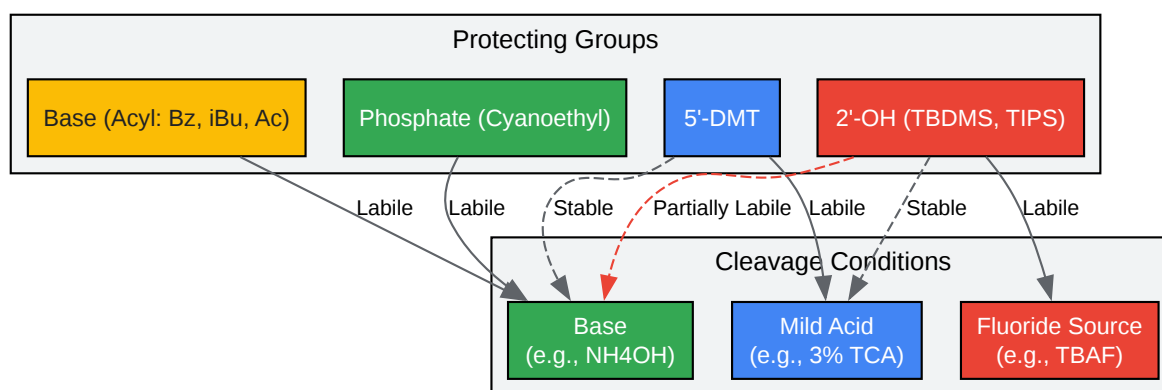 Protecting Groups
Base (Acyl: Bz, iBu, Ac)
Phosphate (Cyanoethyl)
5'-DMT
2'-OH (TBDMS, TIPS)
Labile
Labile
Stable
Partially Labile
Labile
Stable
Labile
Cleavage Conditions
Base
(e.g., NH4OH)
Mild Acid
(e.g., 3% TCA)
Fluoride Source
(e.g., TBAF)